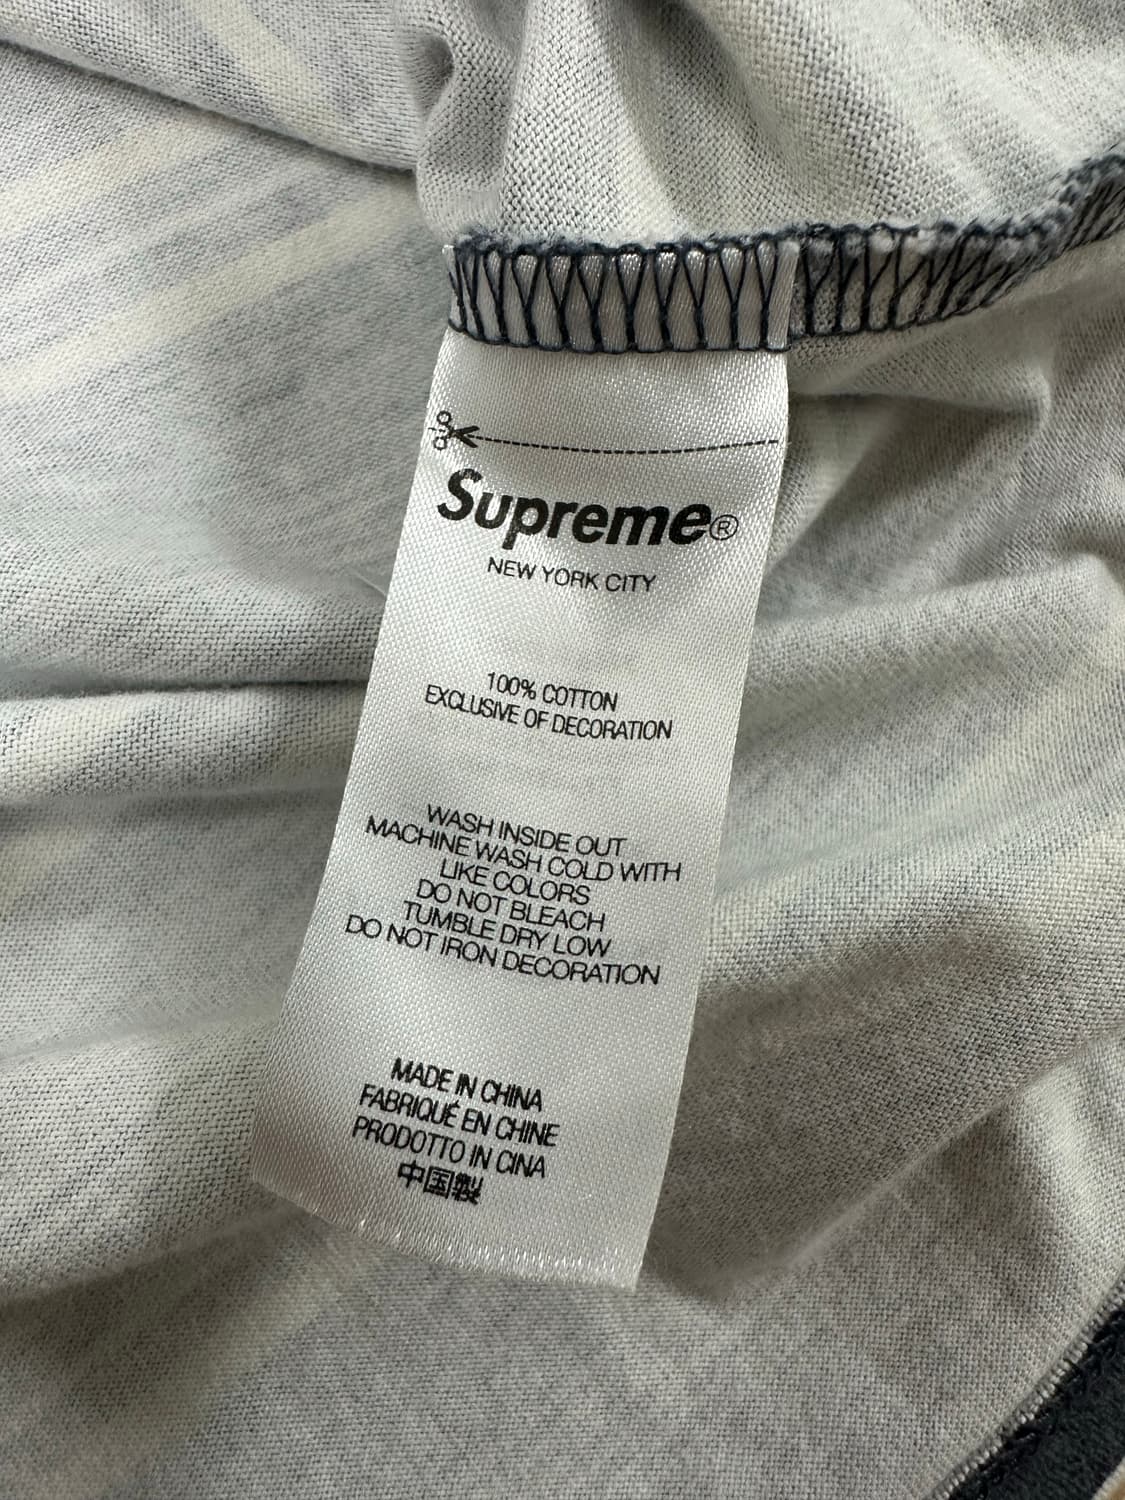 Supreme®
NEW YORK CITY
100% COTTON
EXCLUSIVE OF DECORATION
WASH INSIDE OUT
MACHINE WASH COLD WITH
LIKE COLORS
DO NOT BLEACH
TUMBLE DRY LOW
DO NOT IRON DECORATION
MADE IN CHINA
FABRIQUÉ EN CHINE
PRODOTTO IN CINA
中国製